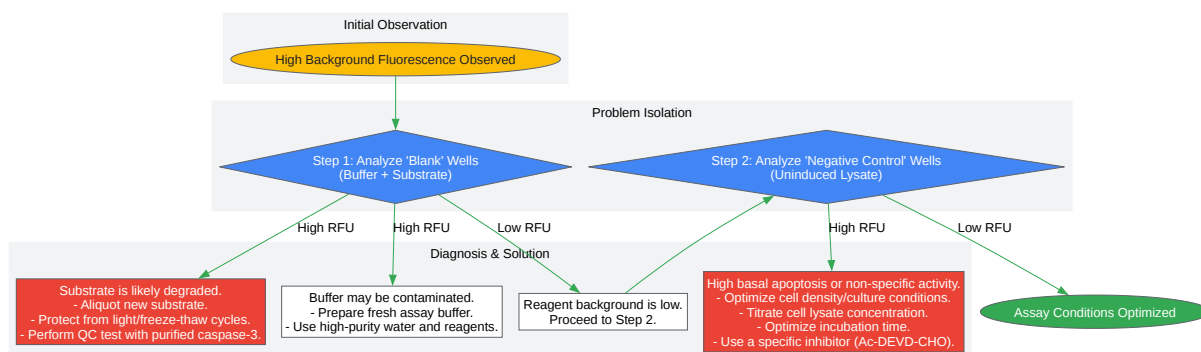 Initial Observation
High Background Fluorescence Observed
Problem Isolation
Step 1: Analyze 'Blank' Wells
(Buffer + Substrate)
Step 2: Analyze 'Negative Control' Wells
(Uninduced Lysate)
High RFU
High RFU
Low RFU
High RFU
Low RFU
Diagnosis & Solution
Substrate is likely degraded.
- Aliquot new substrate.
- Protect from light/freeze-thaw cycles.
- Perform QC test with purified caspase-3.
Buffer may be contaminated.
- Prepare fresh assay buffer.
- Use high-purity water and reagents.
Reagent background is low.
Proceed to Step 2.
High basal apoptosis or non-specific activity.
- Optimize cell density/culture conditions.
- Titrate cell lysate concentration.
- Optimize incubation time.
- Use a specific inhibitor (Ac-DEVD-CHO).
Assay Conditions Optimized